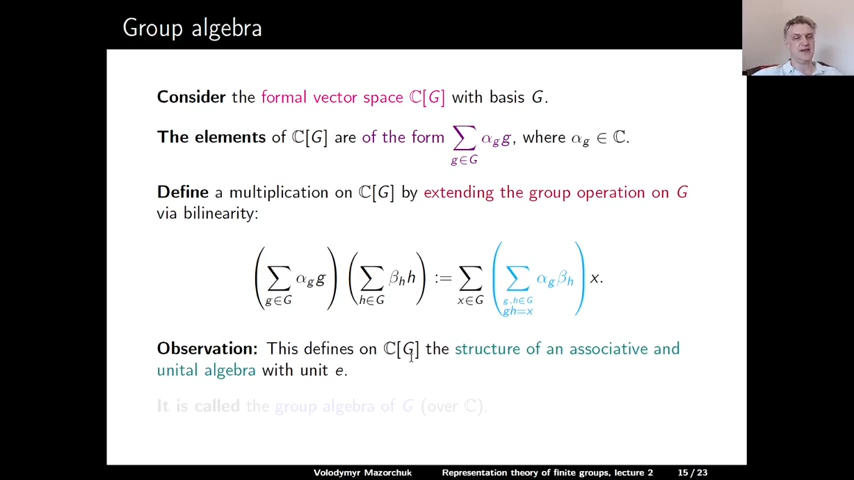 Group algebra
Consider the formal vector space ℂ[G] with basis G.
The elements of ℂ[G] are of the form ∑_{g∈G} α_g g, where α_g ∈ ℂ.
Define a multiplication on ℂ[G] by extending the group operation on G
via bilinearity:
(∑_{g∈G} α_g g) (∑_{h∈G} β_h h) := ∑_{x∈G} (∑_{g,h∈G gh=x} α_g β_h) x.
Observation: This defines on ℂ[G] the structure of an associative and
unital algebra with unit e.
It is called the group algebra of G (over ℂ).
Volodymyr Mazorchuk Representation theory of finite groups, lecture 2 15/23